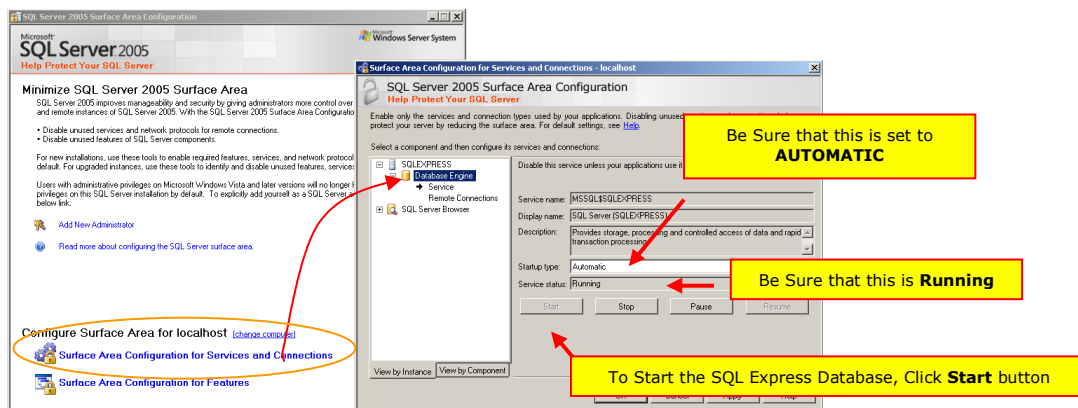 SQL Server 2005 Surface Area Configuration
Microsoft
SQL Server 2005
Help Protect Your SQL Server
Microsoft
Windows Server System
Minimize SQL Server 2005 Surface Area
SQL Server 2005 improves manageability and security by giving administrators more control over
and remote instances of SQL Server 2005. With the SQL Server 2005 Surface Area Configuratio
• Disable unused services and network protocols for remote connections.
• Disable unused features of SQL Server components.
For new installations, use these tools to enable required features, services, and network protocol
default. For upgraded instances, use these tools to identify and disable unused features, services
Users with administrative privileges on Microsoft Windows Vista and later versions will no longer
privileges on this SQL Server installation by default. To explicitly add yourself as a SQL Server
below link:
Add New Administrator
Read more about configuring the SQL Server surface area.
Configure Surface Area for localhost (change computer)
Surface Area Configuration for Services and Connections
Surface Area Configuration for Features
Surface Area Configuration for Services and Connections - localhost
SQL Server 2005 Surface Area Configuration
Help Protect Your SQL Server
Enable only the services and connection types used by your applications. Disabling unused
protect your server by reducing the surface area. For default settings, see Help.
Select a component and then configure its services and connections:
SQLEXPRESS
Database Engine
Service
Remote Connections
SQL Server Browser
View by Instance
View by Component
Disable this service unless your applications use it
Service name: MSSQL$SQLEXPRESS
Display name: SQL Server (SQLEXPRESS)
Description: Provides storage, processing and controlled access of data and rapid
transaction processing
Startup type: Automatic
Service status: Running
Start Stop Pause Resume
Be Sure that this is set to
AUTOMATIC
Be Sure that this is Running
To Start the SQL Express Database, Click Start button